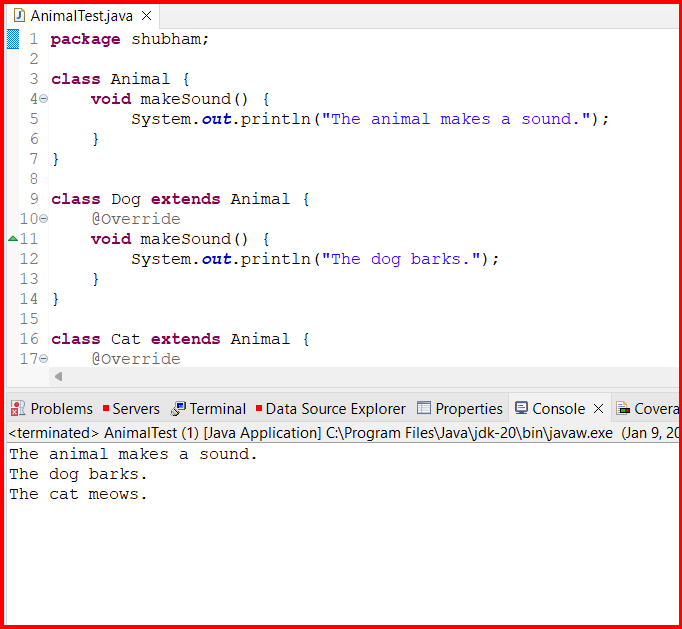 AnimalTest.java
1 package shubham;
2
3 class Animal {
4 void makeSound() {
5 System.out.println("The animal makes a sound.");
6 }
7 }
8
9 class Dog extends Animal {
10 @Override
11 void makeSound() {
12 System.out.println("The dog barks.");
13 }
14 }
15
16 class Cat extends Animal {
17 @Override
Problems Servers Terminal Data Source Explorer Properties Console Covera
<terminated> AnimalTest (1) [Java Application] C:\Program Files\Java\jdk-20\bin\javaw.exe (Jan 9, 20
The animal makes a sound.
The dog barks.
The cat meows.